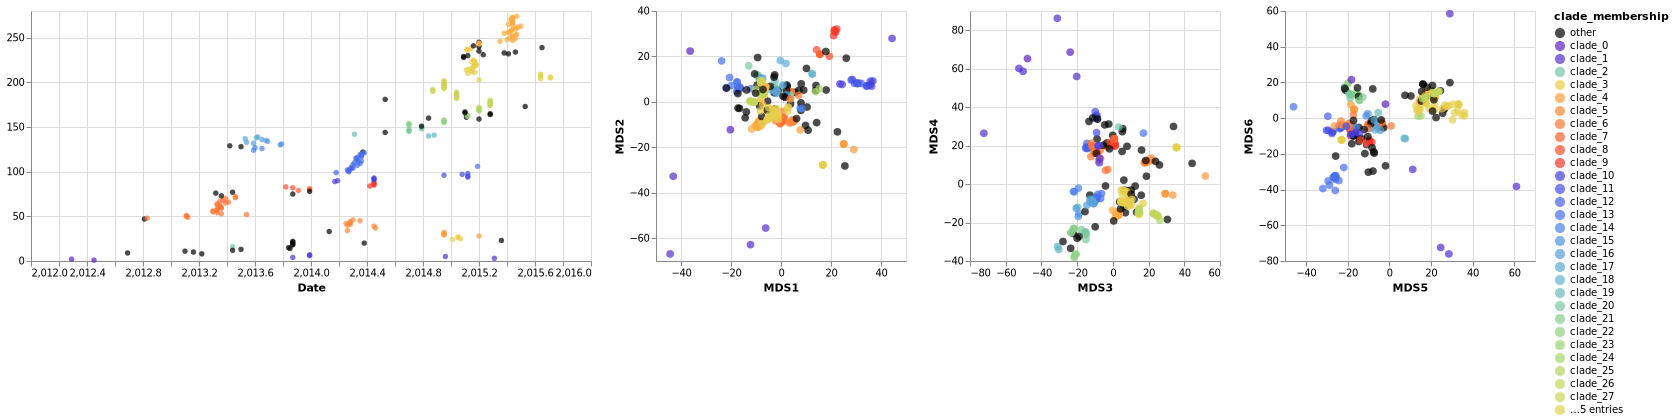 250
200
150
100
50
0
2,012.0 2,012.4 2,012.8 2,013.2 2,013.6 2,014.0 2,014.4 2,014.8 2,015.2 2,015.6 2,016.0
Date
40
20
0
−20
−40
−60
−40 −20 0 20 40
MDS1
MDS2
80
60
40
20
0
−20
−40
−80 −60 −40 −20 0 20 40 60
MDS3
MDS4
60
40
20
0
−20
−40
−60
−80
−40 −20 0 20 40 60
MDS5
MDS6
clade_membership
other
clade_0
clade_1
clade_2
clade_3
clade_4
clade_5
clade_6
clade_7
clade_8
clade_9
clade_10
clade_11
clade_12
clade_13
clade_14
clade_15
clade_16
clade_17
clade_18
clade_19
clade_20
clade_21
clade_22
clade_23
clade_24
clade_25
clade_26
clade_27
…5 entries